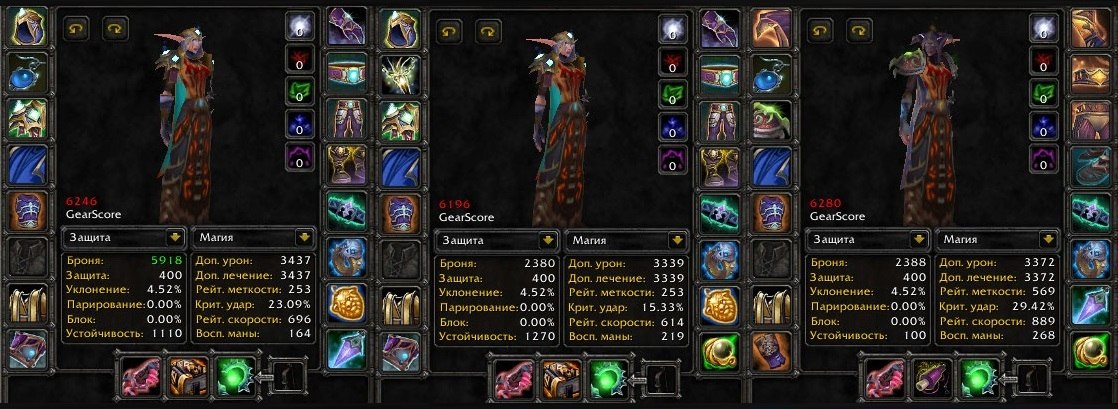 0
0
0
0
6246
GearScore
Защита
Магия
Броня: 5918
Защита: 400
Уклонение: 4.52%
Парирование: 0.00%
Блок: 0.00%
Устойчивость: 1110
Доп. урон: 3437
Доп. лечение: 3437
Рейт. меткости: 253
Крит. удар: 23.09%
Рейт. скорости: 696
Восп. маны: 164
0
0
0
0
0
6196
GearScore
Защита
Магия
Броня: 2380
Защита: 400
Уклонение: 4.52%
Парирование: 0.00%
Блок: 0.00%
Устойчивость: 1270
Доп. урон: 3339
Доп. лечение: 3339
Рейт. меткости: 253
Крит. удар: 15.33%
Рейт. скорости: 614
Восп. маны: 219
0
0
0
0
0
6280
GearScore
Защита
Магия
Броня: 2388
Защита: 400
Уклонение: 4.52%
Парирование: 0.00%
Блок: 0.00%
Устойчивость: 100
Доп. урон: 3372
Доп. лечение: 3372
Рейт. меткости: 569
Крит. удар: 29.42%
Рейт. скорости: 889
Восп. маны: 268